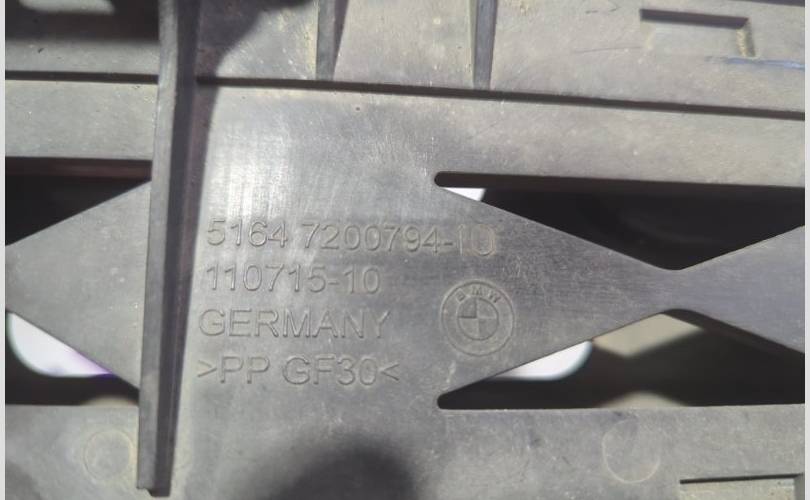 5164 7200794-10
110715-10
GERMANY
>PP GF30<
BMW